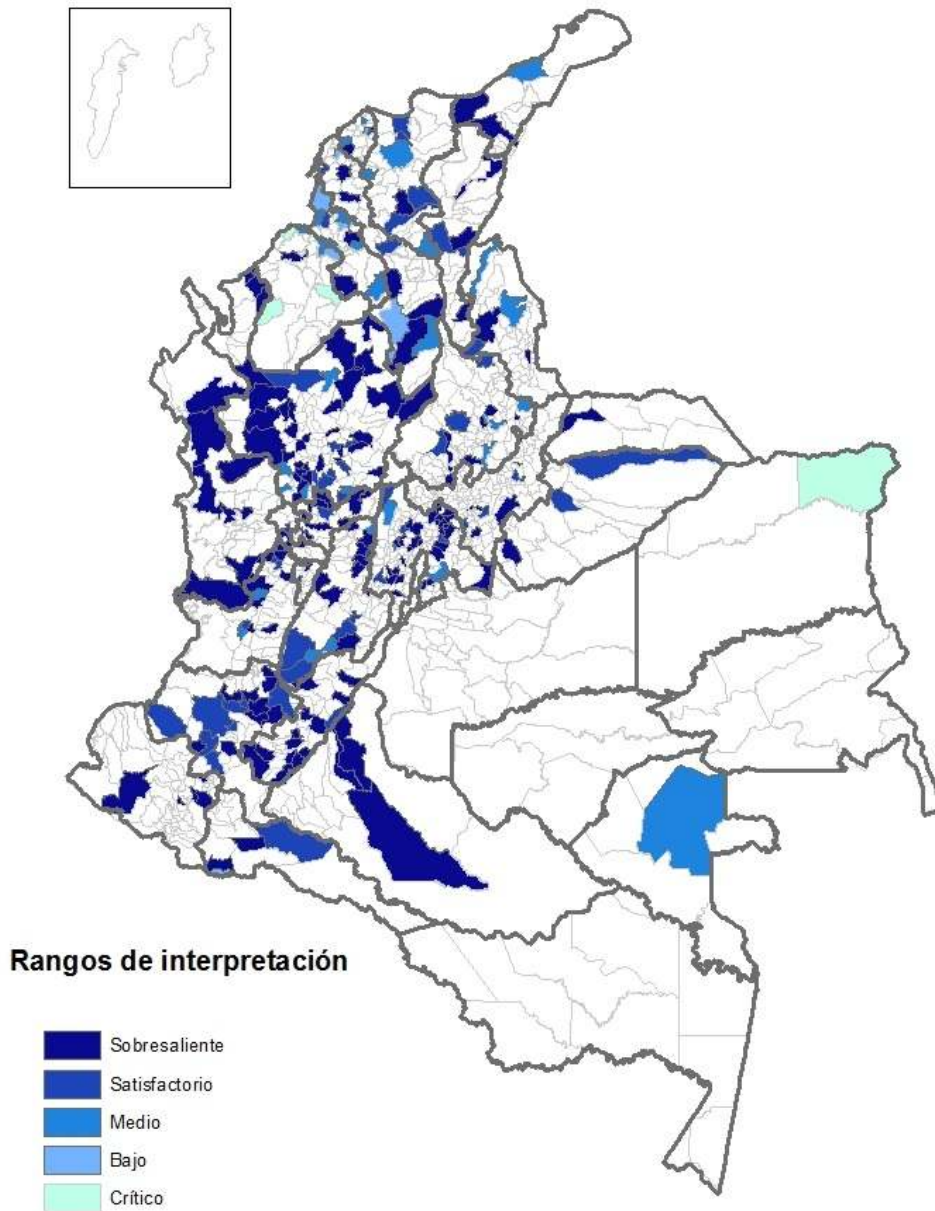 Rangos de interpretación
Sobresaliente
Satisfactorio
Medio
Bajo
Crítico